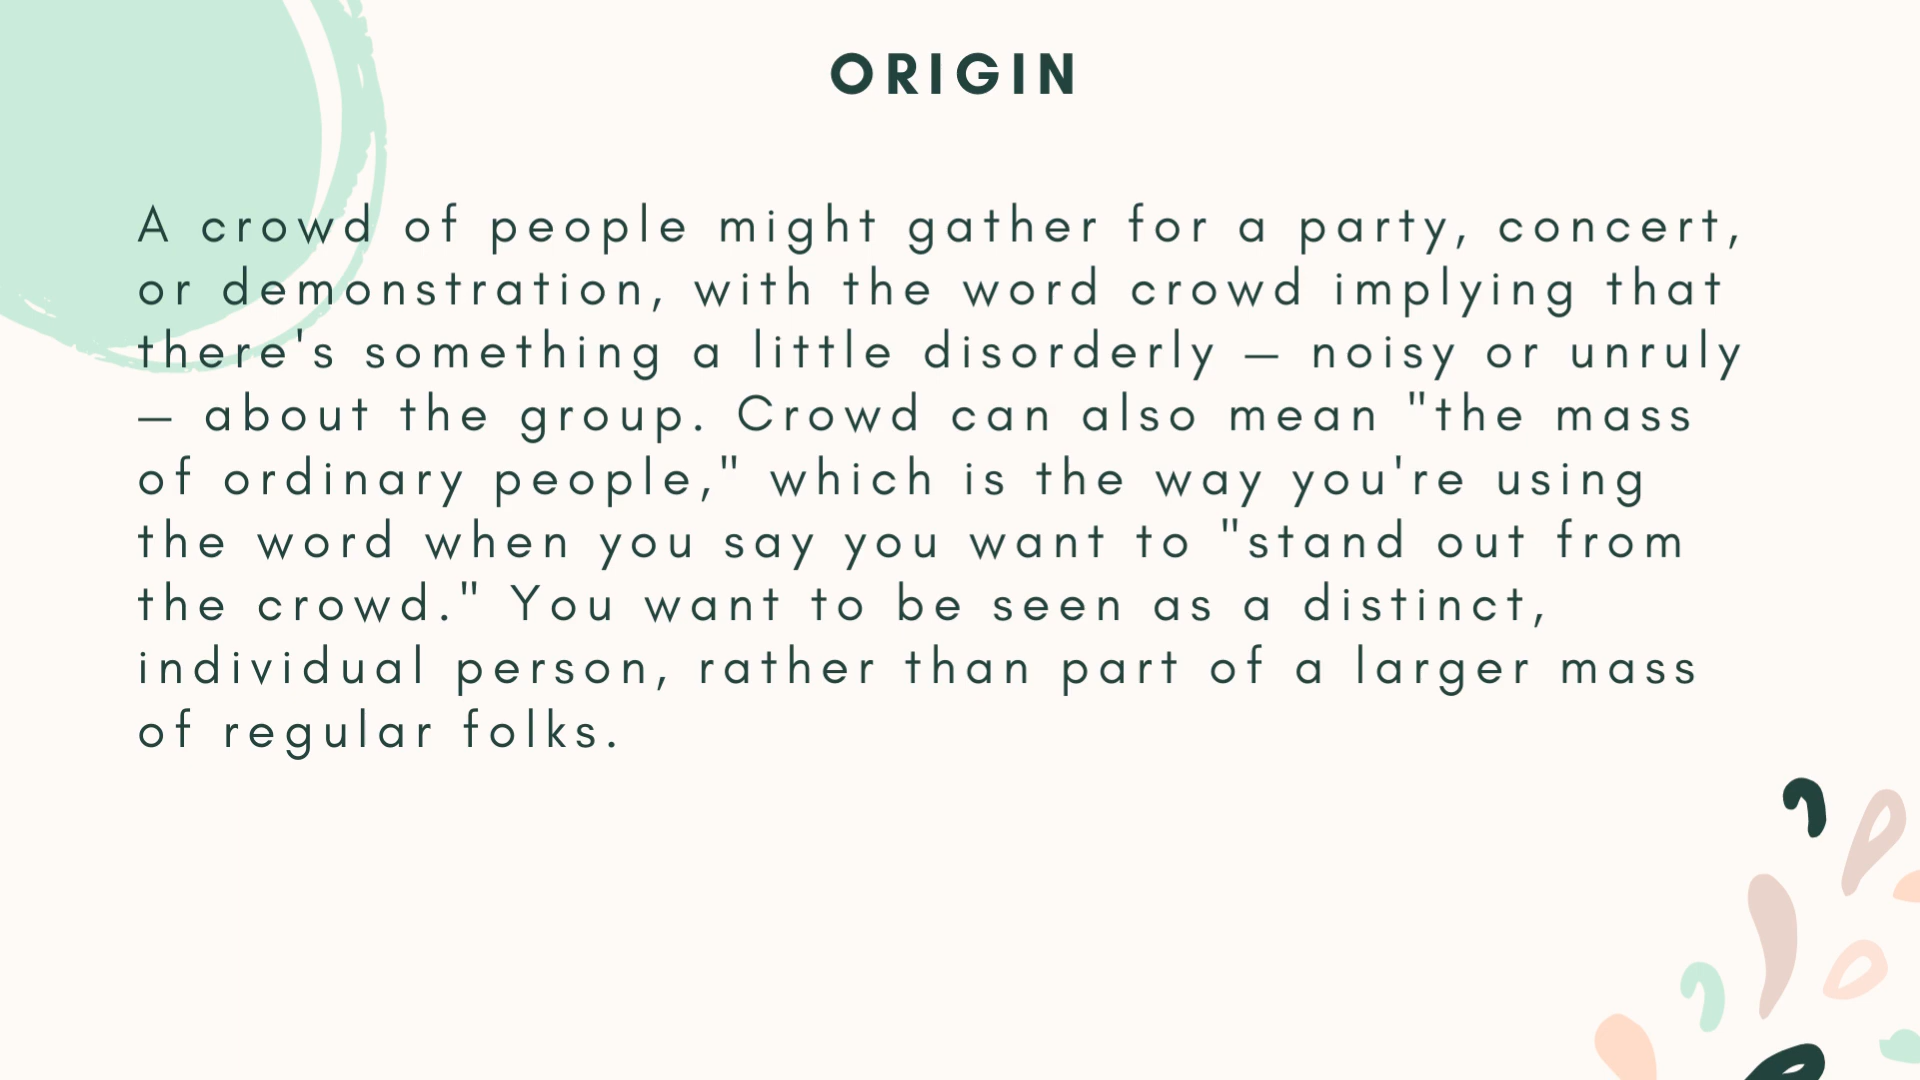 ORIGIN
A crowd of people might gather for a party, concert,
or demonstration, with the word crowd implying that
there's something a little disorderly — noisy or unruly
— about the group. Crowd can also mean "the mass
of ordinary people," which is the way you're using
the word when you say you want to "stand out from
the crowd." You want to be seen as a distinct,
individual person, rather than part of a larger mass
of regular folks.